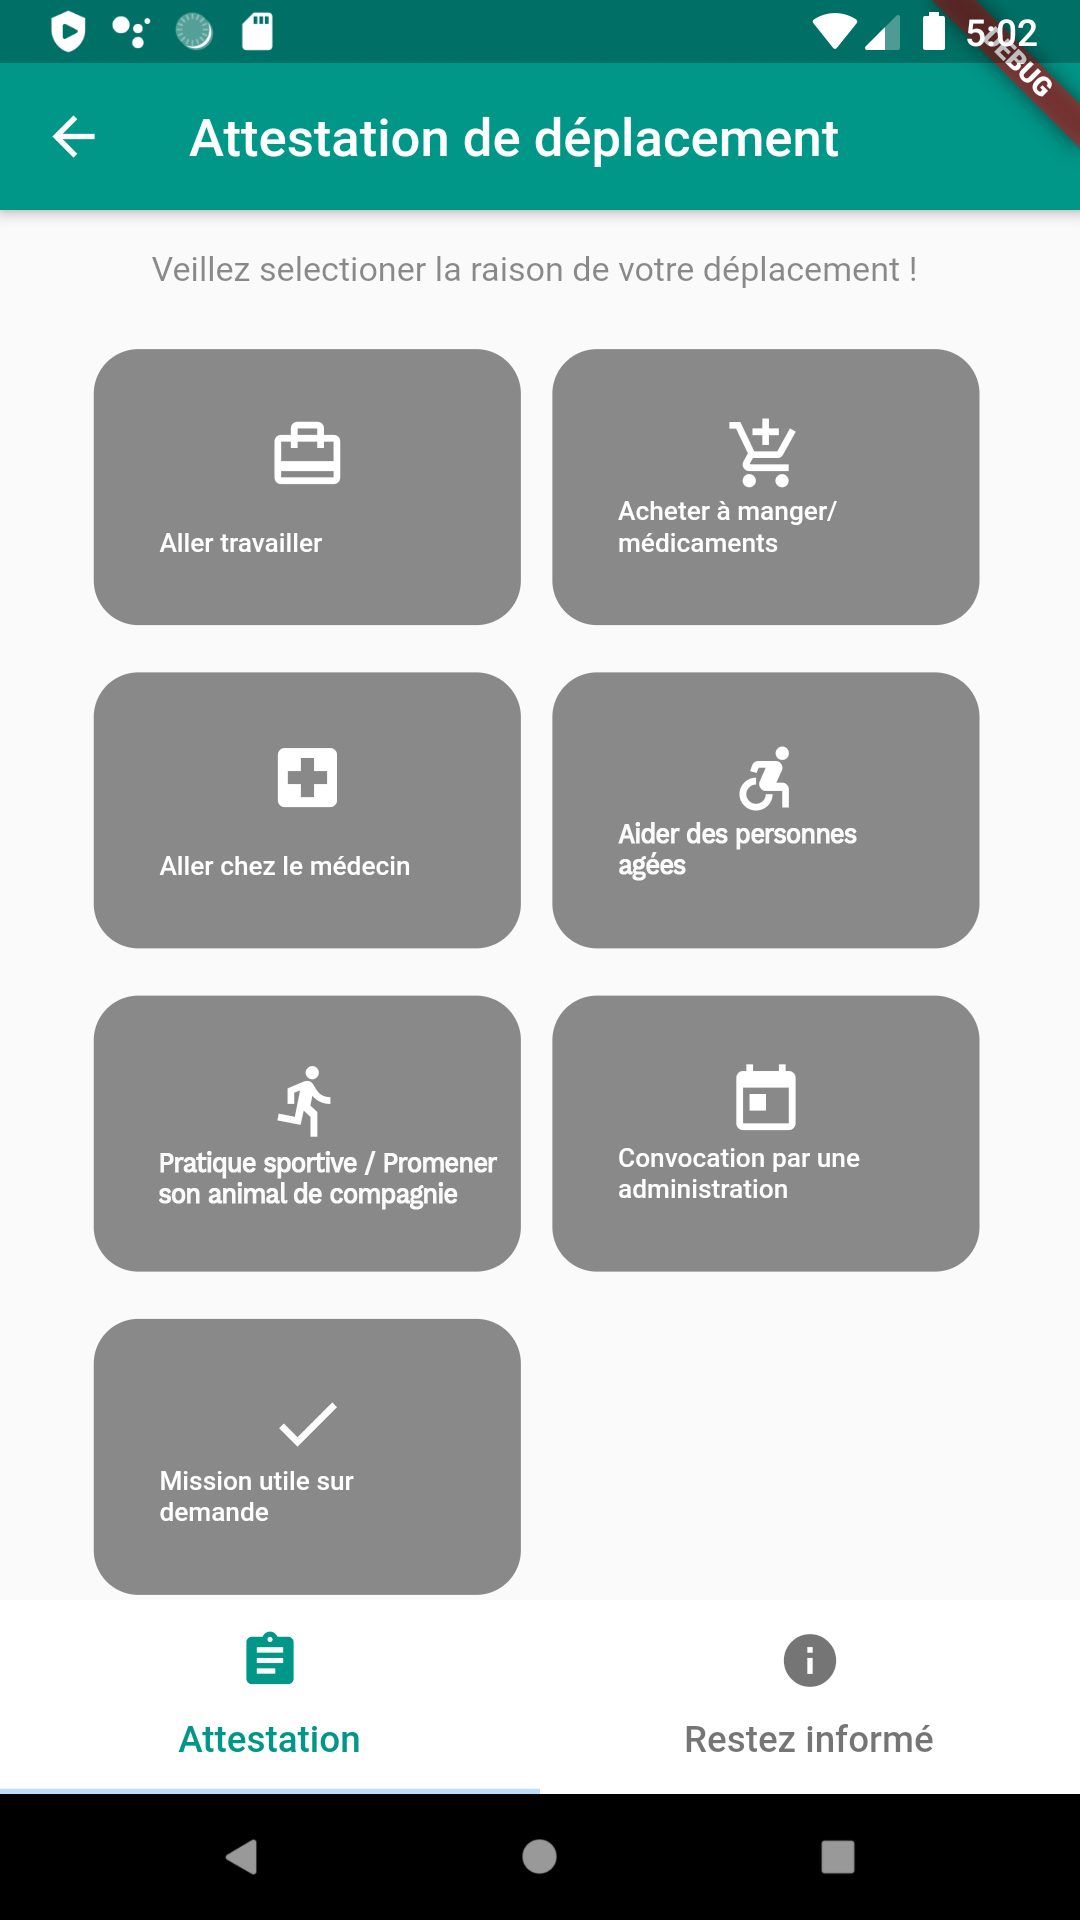 5:02
DEBUG
Attestation de déplacement
Veillez selectioner la raison de votre déplacement !
Aller travailler
Acheter à manger/
médicaments
Aller chez le médecin
Aider des personnes
agées
Pratique sportive / Promener
son animal de compagnie
Convocation par une
administration
Mission utile sur
demande
Attestation
Restez informé